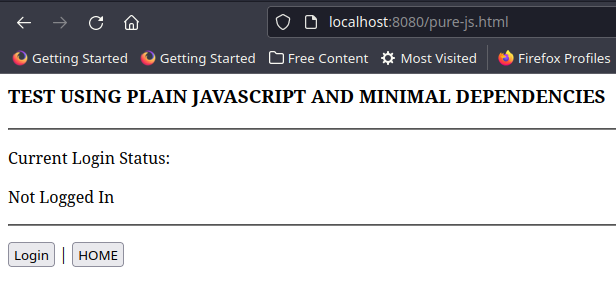 localhost:8080/pure-js.html
Getting Started Getting Started Free Content Most Visited Firefox Profiles
TEST USING PLAIN JAVASCRIPT AND MINIMAL DEPENDENCIES
Current Login Status:
Not Logged In
Login | HOME